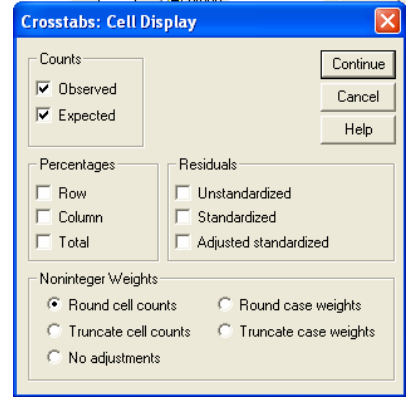 Crosstabs: Cell Display
Counts
Observed
Expected
Continue
Cancel
Help
Percentages
Row
Column
Total
Residuals
Unstandardized
Standardized
Adjusted standardized
Noninteger Weights
Round cell counts
Round case weights
Truncate cell counts
Truncate case weights
No adjustments